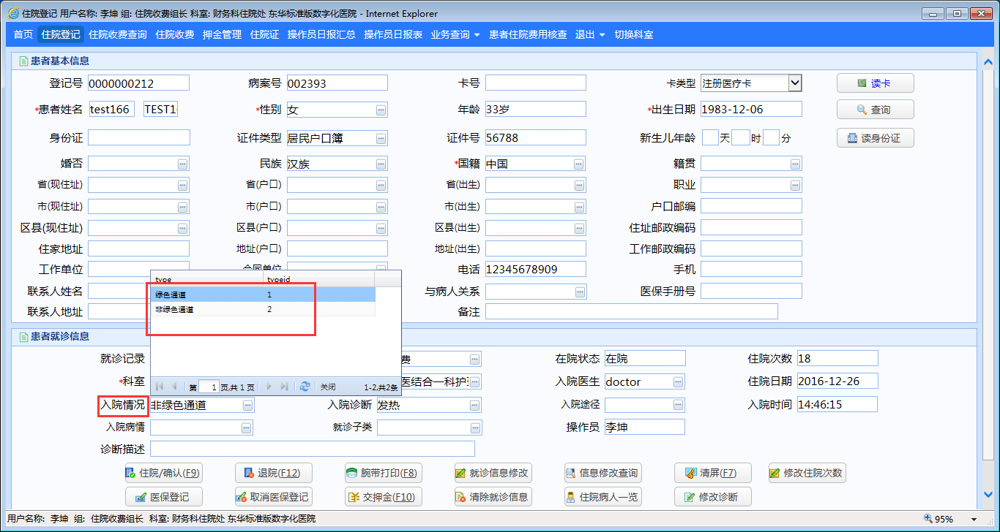 住院登记 用户名称: 李坤 组: 住院收费组长 科室: 财务科住院处 东华标准版数字化医院 - Internet Explorer
首页 住院登记 住院收费查询 住院收费 押金管理 住院证 操作员日报汇总 操作员日报表 业务查询 患者住院费用核查 退出 切换科室
患者基本信息
登记号 0000000212 病案号 002393 卡号 卡类型 注册医疗卡 读卡
*患者姓名 test166 TEST1 *性别 女 年龄 33岁 *出生日期 1983-12-06 查询
身份证 证件类型 居民户口簿 证件号 56788 新生儿年龄 天 时 分 读身份证
婚否 民族 汉族 *国籍 中国 籍贯
省(现住址) 省(户口) 省(出生) 职业
市(现住址) 市(户口) 市(出生) 户口邮编
区县(现住址) 区县(户口) 区县(出生) 住址邮政编码
住家地址 地址(户口) 地址(出生) 工作邮政编码
工作单位 合同单位 电话 12345678909 手机
type typeid
联系人姓名 绿色通道 1 与病人关系 医保手册号
联系人地址 非绿色通道 2 备注
患者就诊信息
就诊记录 费 在院状态 在院 住院次数 18
*科室 医结合一科护 入院医生 doctor 住院日期 2016-12-26
第 1 页,共 1 页 关闭 1-2,共2条
入院情况 非绿色通道 入院诊断 发热 入院途径 入院时间 14:46:15
入院病情 就诊子类 操作员 李坤
诊断描述
住院/确认(F9) 退院(F12) 腕带打印(F8) 就诊信息修改 信息修改查询 清屏(F7) 修改住院次数
医保登记 取消医保登记 交押金(F10) 清除就诊信息 住院病人一览 修改诊断
用户名称: 李坤 组: 住院收费组长 科室: 财务科住院处 东华标准版数字化医院 95%